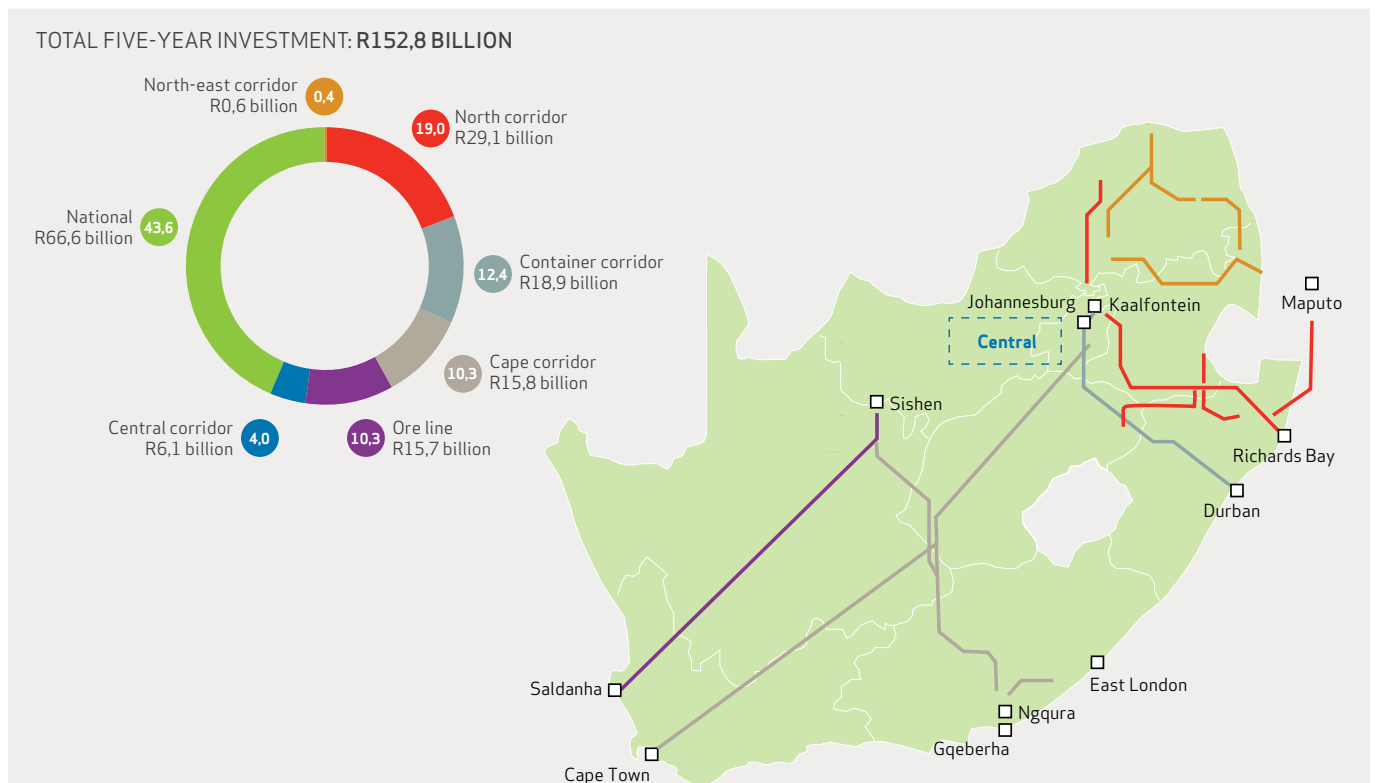 TOTAL FIVE-YEAR INVESTMENT: R152,8 BILLION
North-east corridor
R0,6 billion
0,4
19,0
North corridor
R29,1 billion
National
R66,6 billion
43,6
12,4
Container corridor
R18,9 billion
10,3
Cape corridor
R15,8 billion
Central corridor
R6,1 billion
4,0
10,3
Ore line
R15,7 billion
Johannesburg
Kaalfontein
Maputo
Central
Sishen
Richards Bay
Durban
Saldanha
East London
Ngqura
Gqeberha
Cape Town